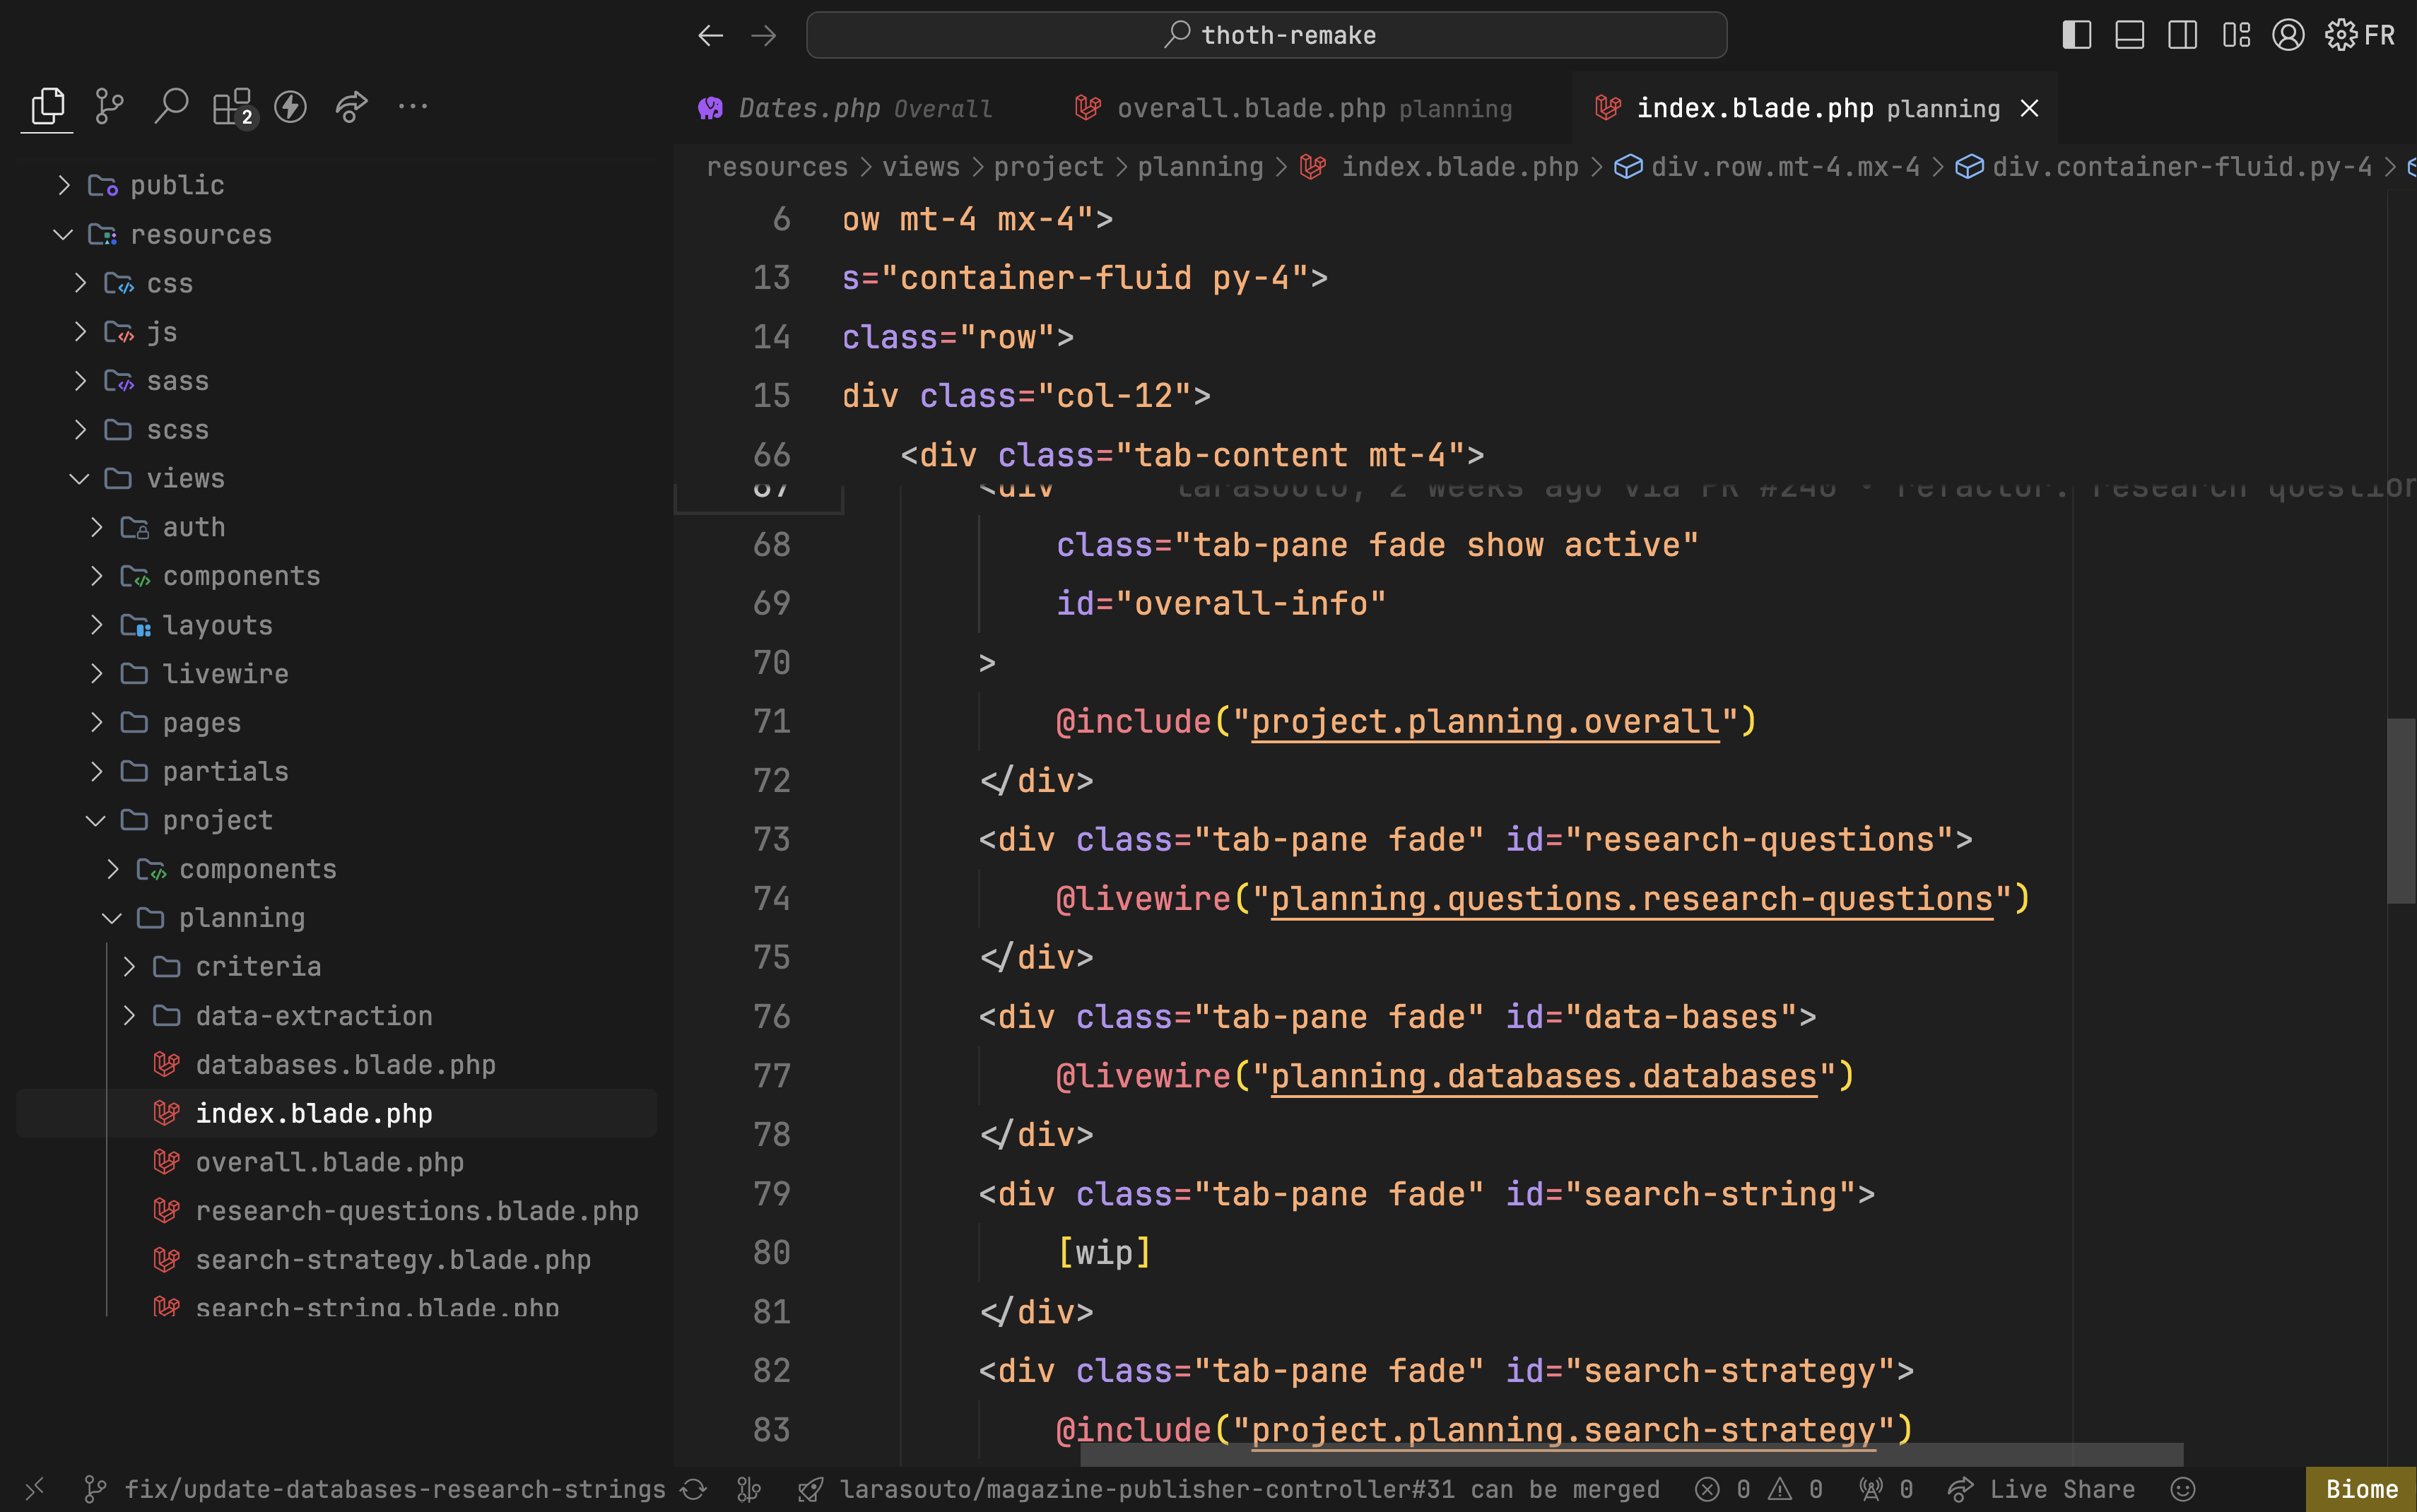 thoth-remake
FR
2
Dates.php Overall
overall.blade.php planning
index.blade.php planning
resources > views > project > planning > index.blade.php > div.row.mt-4.mx-4 > div.container-fluid.py-4 >
public
resources
css
js
sass
scss
views
auth
components
layouts
livewire
pages
partials
project
components
planning
criteria
data-extraction
databases.blade.php
index.blade.php
overall.blade.php
research-questions.blade.php
search-strategy.blade.php
search-string.blade.php
6 ow mt-4 mx-4">
13 s="container-fluid py-4">
14 class="row">
15 div class="col-12">
66 <div class="tab-content mt-4">
67 <div larasouto, 2 weeks ago via PR #240 • refactor: research question
68 class="tab-pane fade show active"
69 id="overall-info"
70 >
71 @include("project.planning.overall")
72 </div>
73 <div class="tab-pane fade" id="research-questions">
74 @livewire("planning.questions.research-questions")
75 </div>
76 <div class="tab-pane fade" id="data-bases">
77 @livewire("planning.databases.databases")
78 </div>
79 <div class="tab-pane fade" id="search-string">
80 [wip]
81 </div>
82 <div class="tab-pane fade" id="search-strategy">
83 @include("project.planning.search-strategy")
fix/update-databases-research-strings larasouto/magazine-publisher-controller#31 can be merged 0 0 0 Live Share Biome